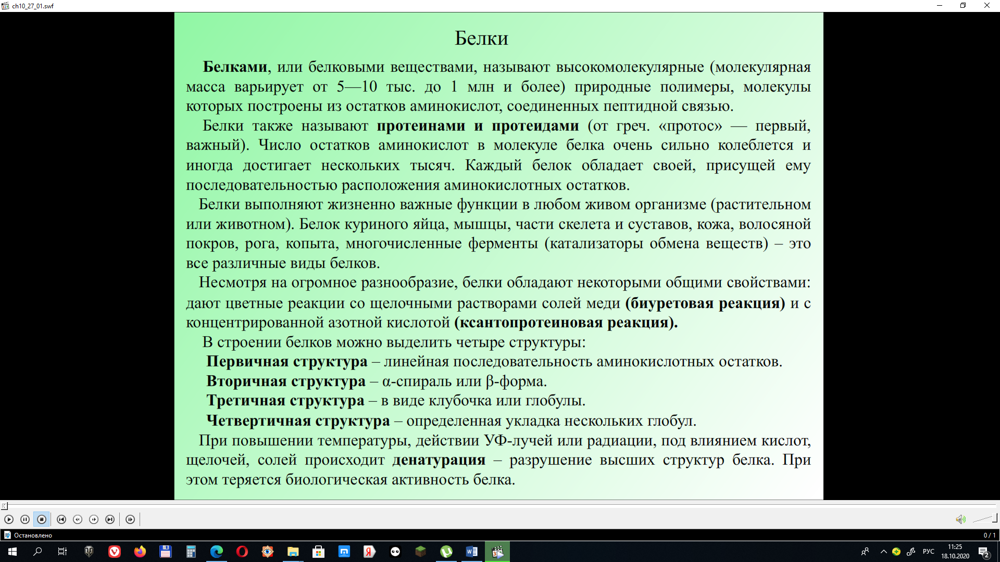 ch10_27_01.swf
Белки
Белками, или белковыми веществами, называют высокомолекулярные (молекулярная
масса варьирует от 5—10 тыс. до 1 млн и более) природные полимеры, молекулы
которых построены из остатков аминокислот, соединенных пептидной связью.
Белки также называют протеинами и протеидами (от греч. «протос» — первый,
важный). Число остатков аминокислот в молекуле белка очень сильно колеблется и
иногда достигает нескольких тысяч. Каждый белок обладает своей, присущей ему
последовательностью расположения аминокислотных остатков.
Белки выполняют жизненно важные функции в любом живом организме (растительном
или животном). Белок куриного яйца, мышцы, части скелета и суставов, кожа, волосяной
покров, рога, копыта, многочисленные ферменты (катализаторы обмена веществ) – это
все различные виды белков.
Несмотря на огромное разнообразие, белки обладают некоторыми общими свойствами:
дают цветные реакции со щелочными растворами солей меди (биуретовая реакция) и с
концентрированной азотной кислотой (ксантопротеиновая реакция).
В строении белков можно выделить четыре структуры:
Первичная структура – линейная последовательность аминокислотных остатков.
Вторичная структура – α-спираль или β-форма.
Третичная структура – в виде клубочка или глобулы.
Четвертичная структура – определенная укладка нескольких глобул.
При повышении температуры, действии УФ-лучей или радиации, под влиянием кислот,
щелочей, солей происходит денатурация – разрушение высших структур белка. При
этом теряется биологическая активность белка.
Остановлено
0 / 1
РУС
11:25
18.10.2020
2